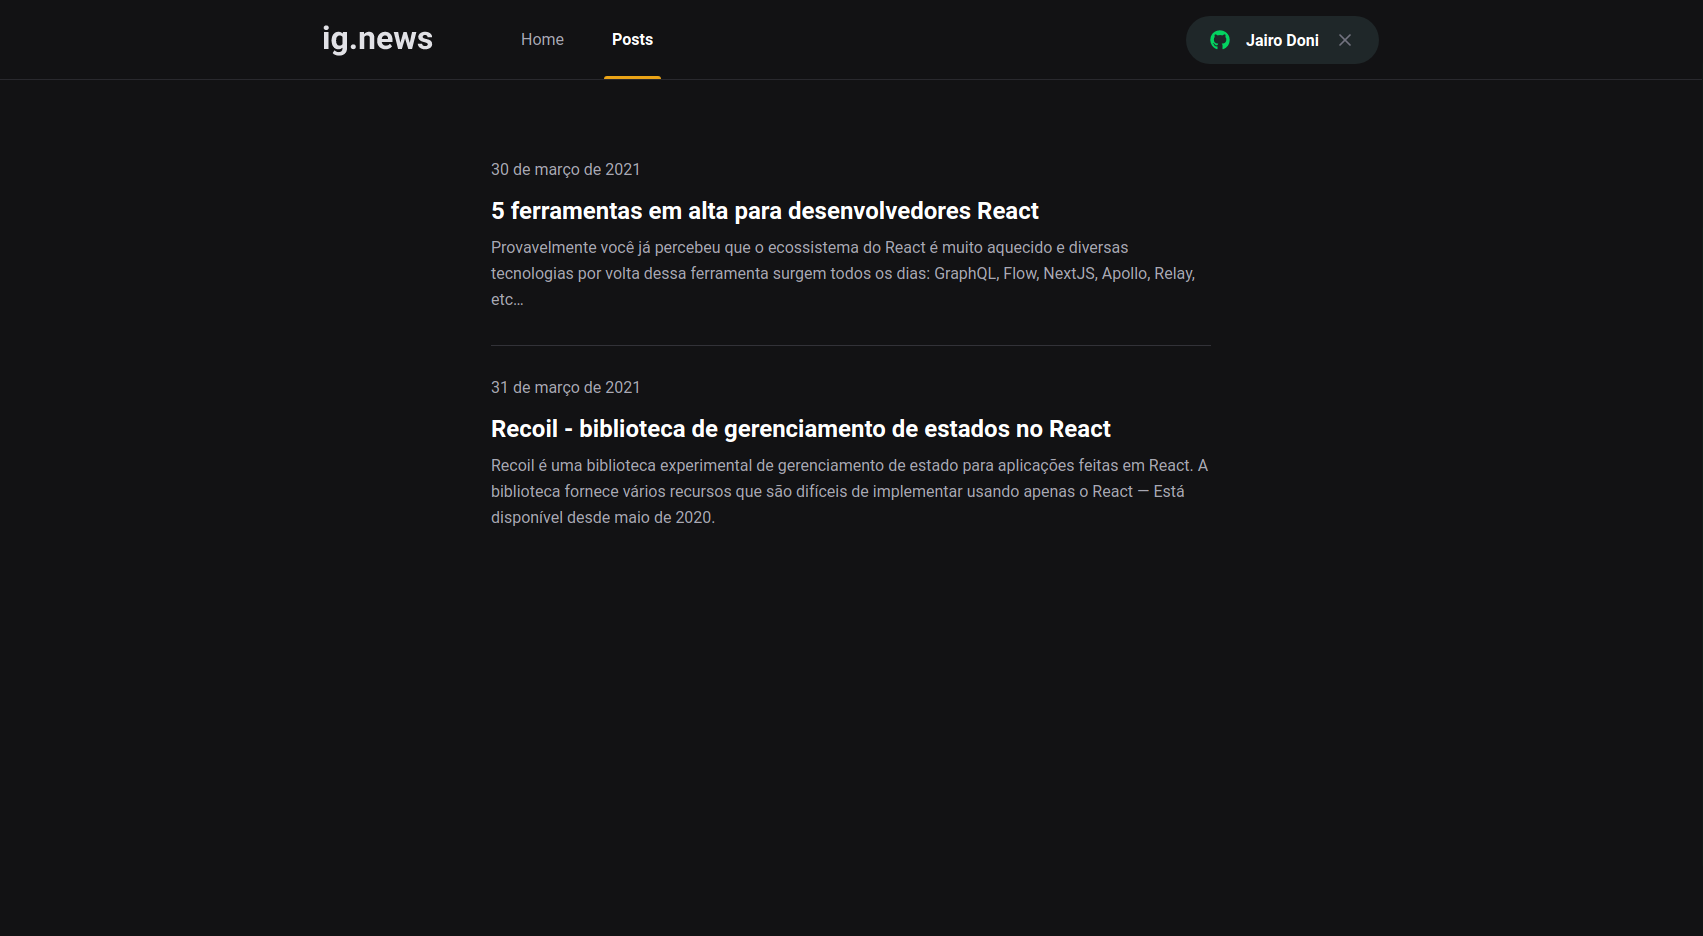 ig.news
Home
Posts
Jairo Doni
30 de março de 2021
5 ferramentas em alta para desenvolvedores React
Provavelmente você já percebeu que o ecossistema do React é muito aquecido e diversas
tecnologias por volta dessa ferramenta surgem todos os dias: GraphQL, Flow, NextJS, Apollo, Relay,
etc…
31 de março de 2021
Recoil - biblioteca de gerenciamento de estados no React
Recoil é uma biblioteca experimental de gerenciamento de estado para aplicações feitas em React. A
biblioteca fornece vários recursos que são difíceis de implementar usando apenas o React — Está
disponível desde maio de 2020.